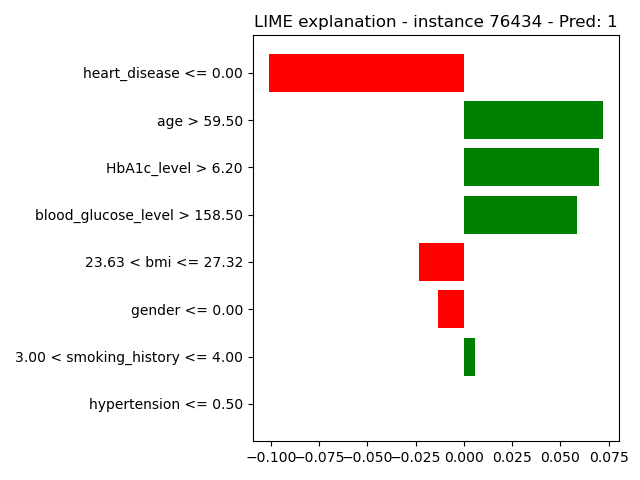 LIME explanation - instance 76434 - Pred: 1
heart_disease <= 0.00
age > 59.50
HbA1c_level > 6.20
blood_glucose_level > 158.50
23.63 < bmi <= 27.32
gender <= 0.00
3.00 < smoking_history <= 4.00
hypertension <= 0.50
−0.100 −0.075 −0.050 −0.025 0.000 0.025 0.050 0.075